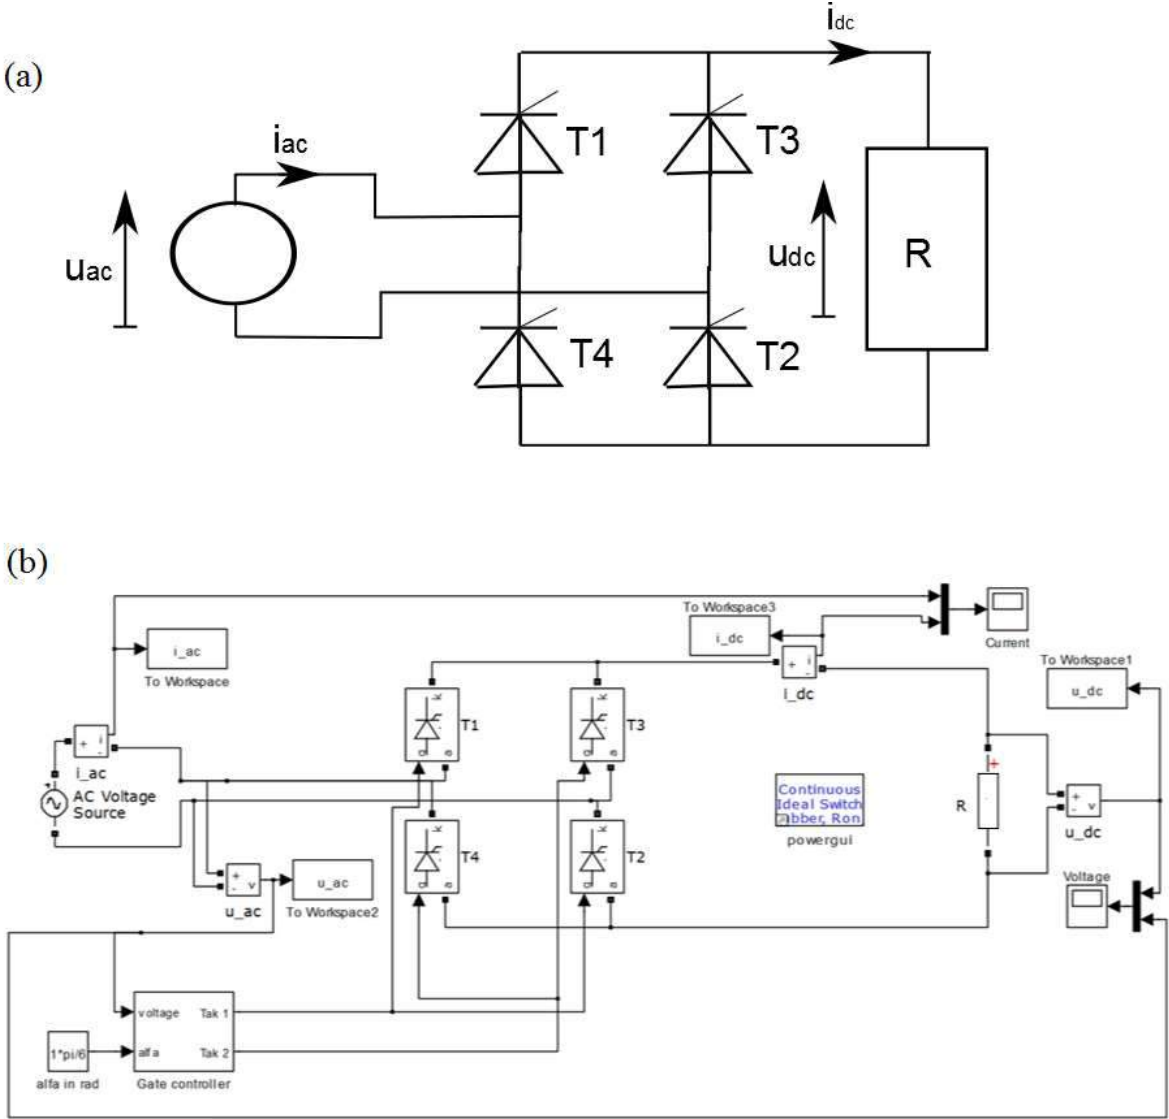 (a)
idc
iac
T1
T3
uac
udc
R
T4
T2
(b)
To Workspace3
i_dc
Current
i_ac
To Workspace
i_dc
To Workspace1
u_dc
k
k
T1
T3
g
a
g
a
i_ac
AC Voltage
Source
Continuous
Ideal Switch
powergui
R
u_dc
k
k
T4
T2
g
a
g
a
u_ac
u_ac
To Workspace2
Voltage
voltage
Tak 1
1*pi/6
alfa
Tak 2
alfa in rad
Gate controller
+
-
i
+
-
i
+
-
v
+
-
v
+